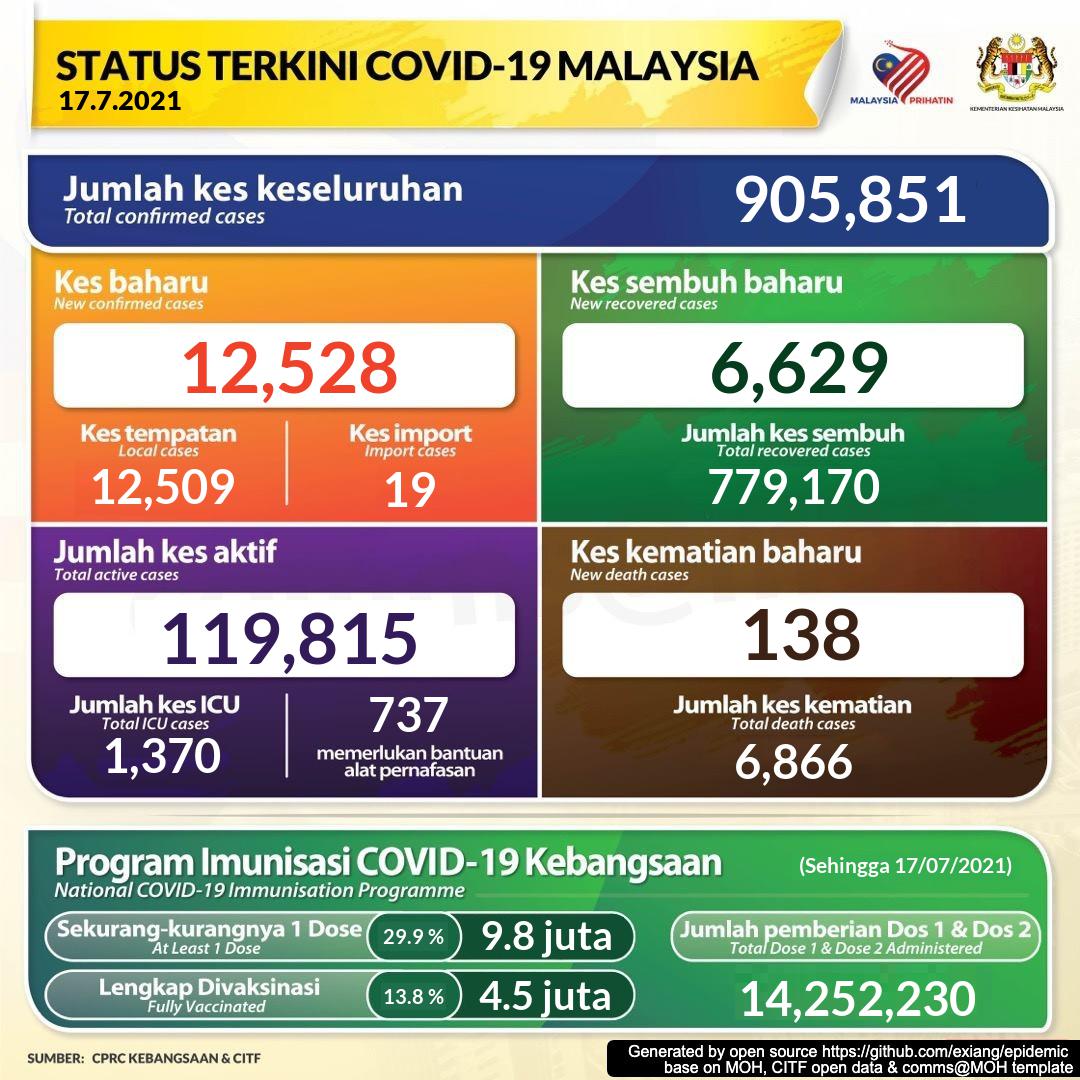 STATUS TERKINI COVID-19 MALAYSIA
17.7.2021
MALAYSIA PRIHATIN
KEMENTERIAN KESIHATAN MALAYSIA
Jumlah kes keseluruhan
Total confirmed cases
905,851
Kes baharu
New confirmed cases
12,528
Kes tempatan
Local cases
12,509
Kes import
Import cases
19
Kes sembuh baharu
New recovered cases
6,629
Jumlah kes sembuh
Total recovered cases
779,170
Jumlah kes aktif
Total active cases
119,815
Jumlah kes ICU
Total ICU cases
1,370
737
memerlukan bantuan
alat pernafasan
Kes kematian baharu
New death cases
138
Jumlah kes kematian
Total death cases
6,866
Program Imunisasi COVID-19 Kebangsaan
(Sehingga 17/07/2021)
National COVID-19 Immunisation Programme
Sekurang-kurangnya 1 Dose
At Least 1 Dose
29.9 %
9.8 juta
Lengkap Divaksinasi
Fully Vaccinated
13.8 %
4.5 juta
Jumlah pemberian Dos 1 & Dos 2
Total Dose 1 & Dose 2 Administered
14,252,230
SUMBER: CPRC KEBANGSAAN & CITF
Generated by open source https://github.com/exiang/epidemic
base on MOH, CITF open data & comms@MOH template